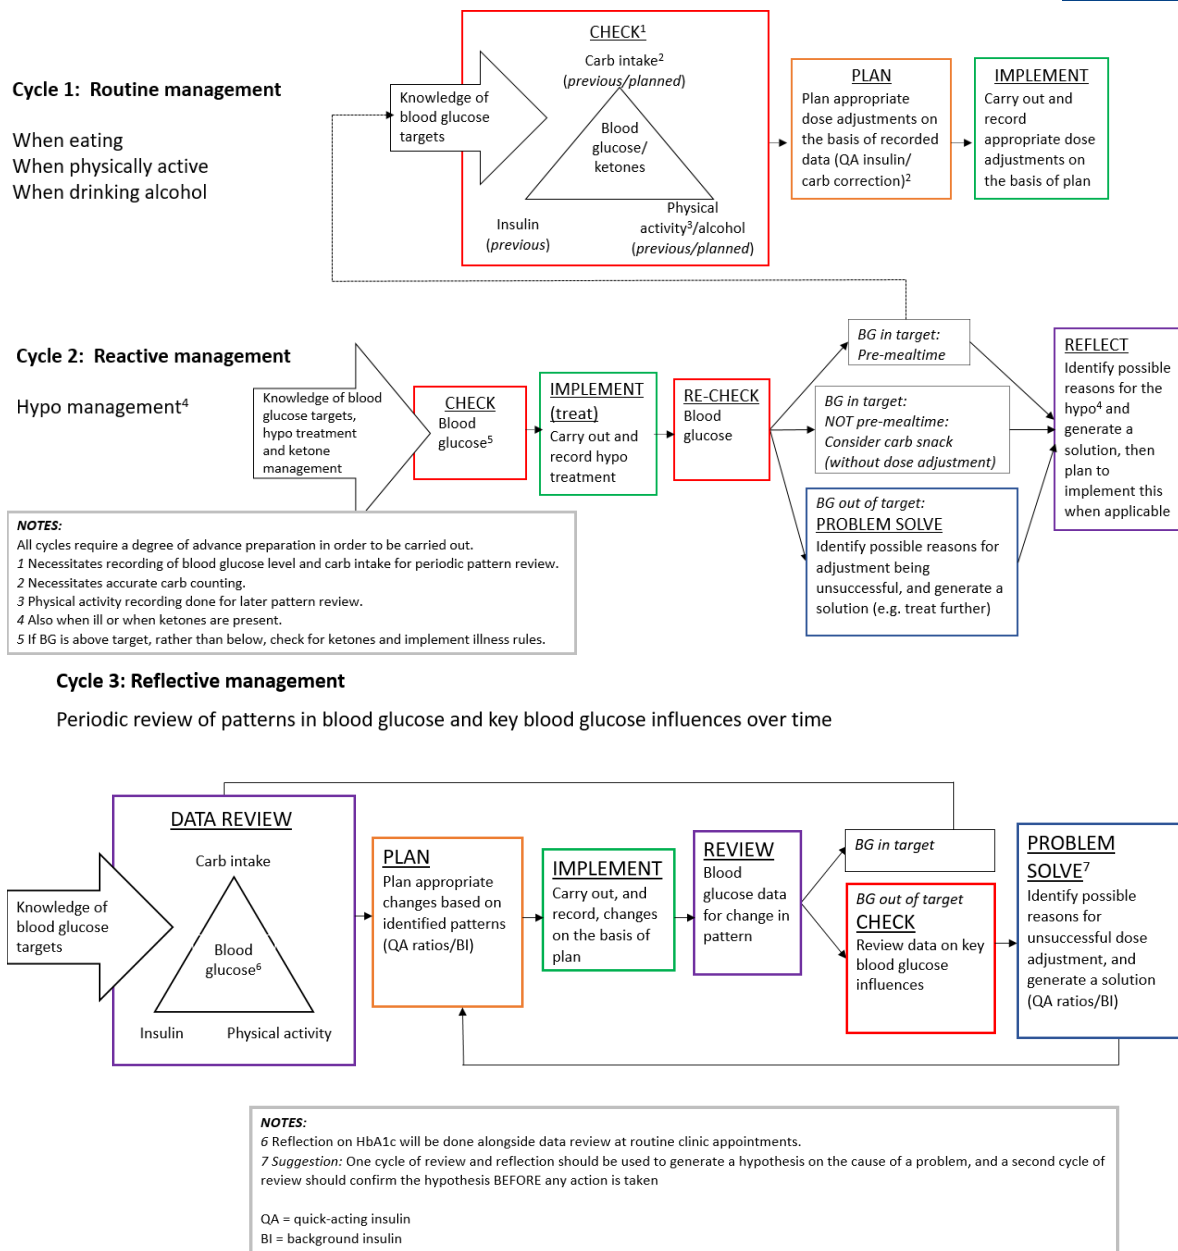 Cycle 1:  Routine management
When eating
When physically active
When drinking alcohol
Knowledge of
blood glucose
targets
CHECK¹
Carb intake²
(previous/planned)
Blood
glucose/
ketones
Insulin
(previous)
Physical
activity³/alcohol
(previous/planned)
PLAN
Plan appropriate
dose adjustments on
the basis of recorded
data (QA insulin/
carb correction)²
IMPLEMENT
Carry out and
record
appropriate dose
adjustments on
the basis of plan
Cycle 2:  Reactive management
Hypo management⁴
Knowledge of blood
glucose targets,
hypo treatment
and ketone
management
CHECK
Blood
glucose⁵
IMPLEMENT
(treat)
Carry out and
record hypo
treatment
RE-CHECK
Blood
glucose
BG in target:
Pre-mealtime
BG in target:
NOT pre-mealtime:
Consider carb snack
(without dose adjustment)
BG out of target:
PROBLEM SOLVE
Identify possible reasons for
adjustment being
unsuccessful, and generate a
solution (e.g. treat further)
REFLECT
Identify possible
reasons for the
hypo⁴ and
generate a
solution, then
plan to
implement this
when applicable
NOTES:
All cycles require a degree of advance preparation in order to be carried out.
1 Necessitates recording of blood glucose level and carb intake for periodic pattern review.
2 Necessitates accurate carb counting.
3 Physical activity recording done for later pattern review.
4 Also when ill or when ketones are present.
5 If BG is above target, rather than below, check for ketones and implement illness rules.
Cycle 3: Reflective management
Periodic review of patterns in blood glucose and key blood glucose influences over time
Knowledge of
blood glucose
targets
DATA REVIEW
Carb intake
Blood
glucose⁶
Insulin
Physical activity
PLAN
Plan appropriate
changes based on
identified patterns
(QA ratios/BI)
IMPLEMENT
Carry out, and
record, changes
on the basis of
plan
REVIEW
Blood
glucose data
for change in
pattern
BG in target
BG out of target
CHECK
Review data on key
blood glucose
influences
PROBLEM
SOLVE⁷
Identify possible
reasons for
unsuccessful dose
adjustment, and
generate a solution
(QA ratios/BI)
NOTES:
6 Reflection on HbA1c will be done alongside data review at routine clinic appointments.
7 Suggestion: One cycle of review and reflection should be used to generate a hypothesis on the cause of a problem, and a second cycle of
review should confirm the hypothesis BEFORE any action is taken
QA = quick-acting insulin
BI = background insulin